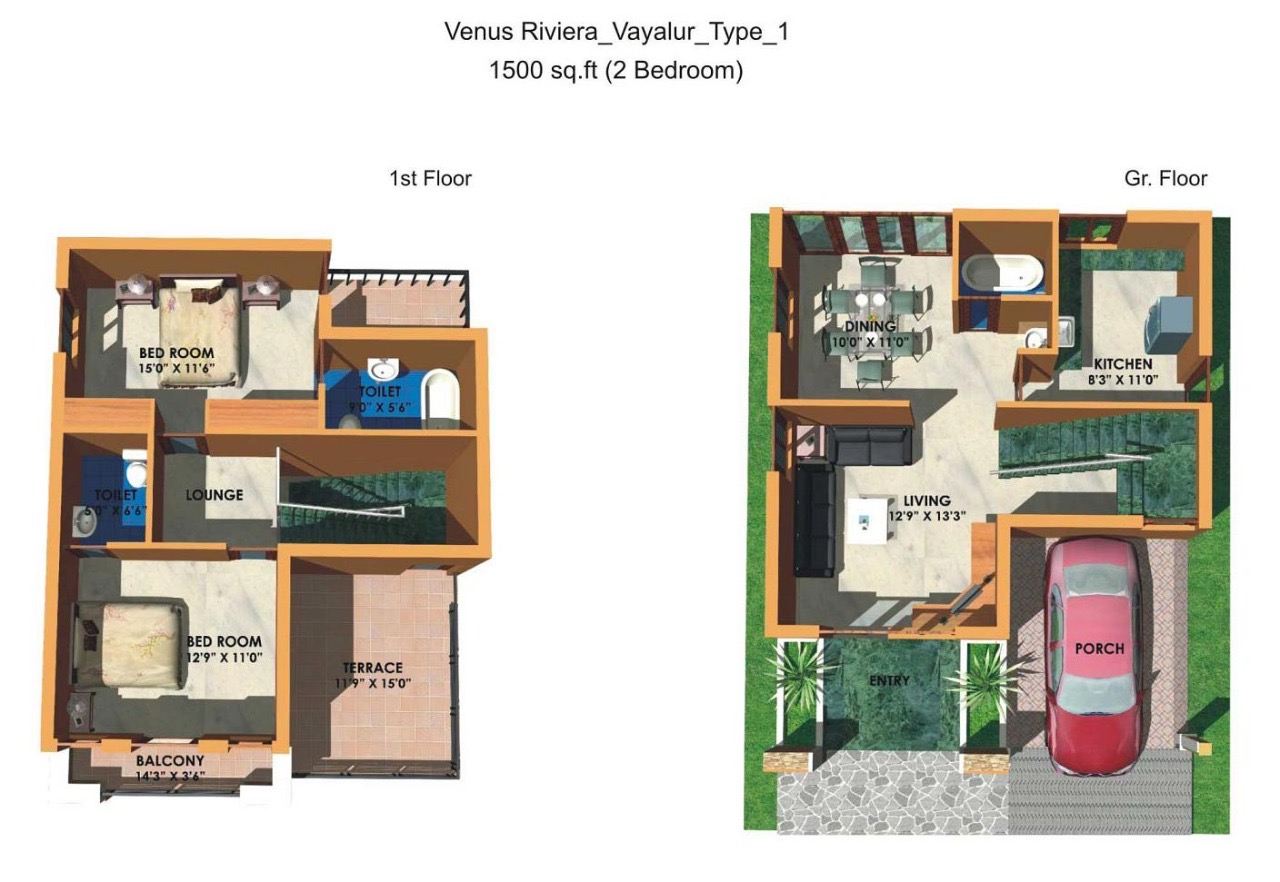 Venus Riviera_Vayalur_Type_1
1500 sq.ft (2 Bedroom)
1st Floor
BED ROOM
15'0" X 11'6"
TOILET
9'0" X 5'6"
TOILET
5'0" X 6'6"
LOUNGE
BED ROOM
12'9" X 11'0"
TERRACE
11'9" X 15'0"
BALCONY
14'3" X 3'6"
Gr. Floor
DINING
10'0" X 11'0"
KITCHEN
8'3" X 11'0"
LIVING
12'9" X 13'3"
PORCH
ENTRY